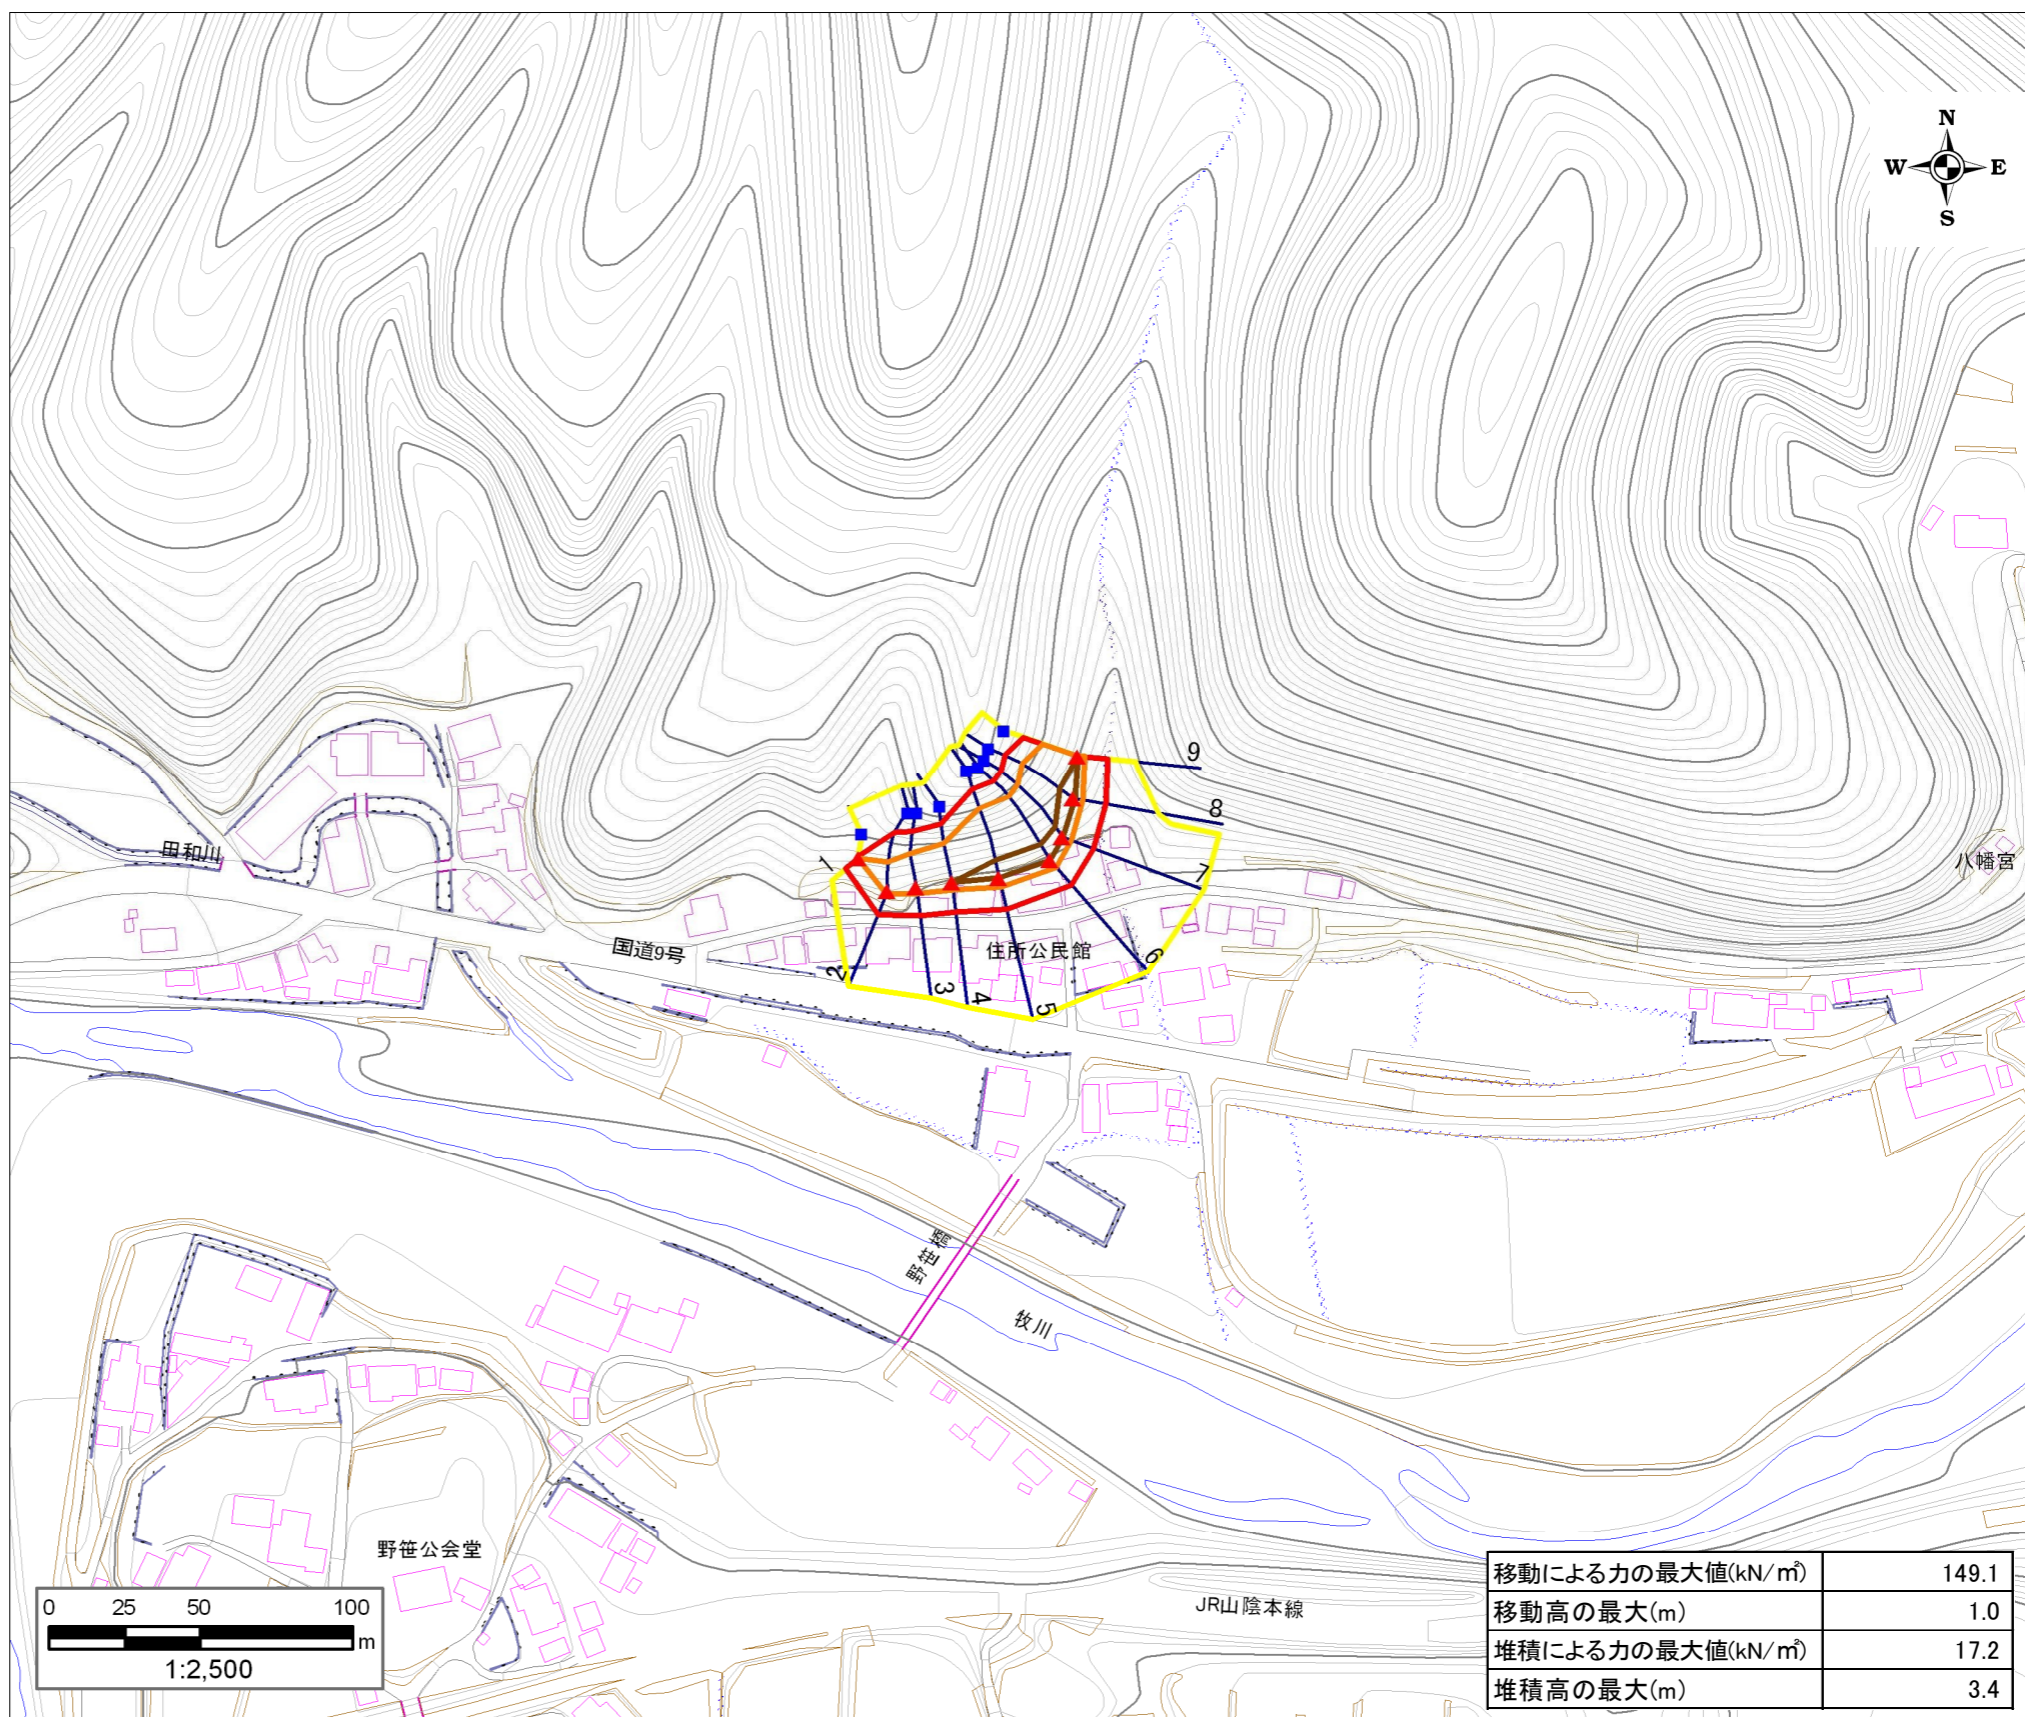 N
W E
S
9
8
1
田和川
八幡宮
7
国道9号
住所公民館
6
2
3
4
5
野笹橋
牧川
野笹公会堂
JR山陰本線
0 25 50 100
m
1:2,500
移動による力の最大値(kN/㎡) 149.1
移動高の最大(m) 1.0
堆積による力の最大値(kN/㎡) 17.2
堆積高の最大(m) 3.4